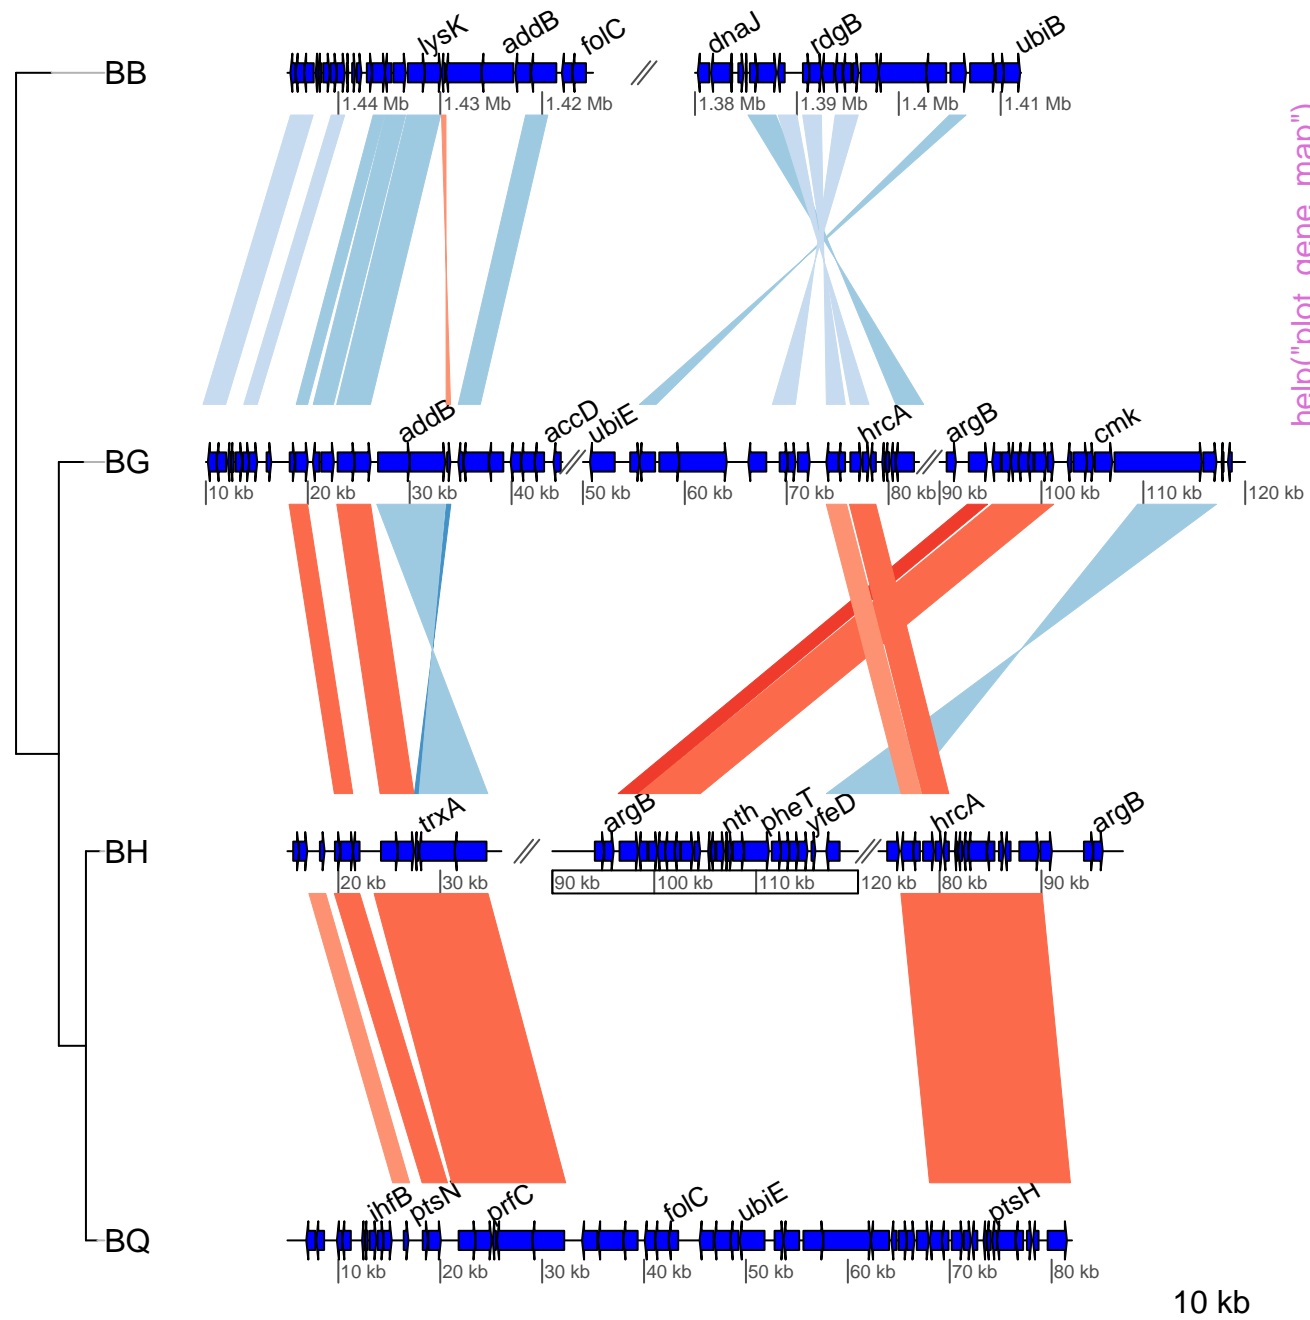 lysK addB folC dnaJ rdgB ubiB
BB
1.44 Mb 1.43 Mb 1.42 Mb 1.38 Mb 1.39 Mb 1.4 Mb 1.41 Mb
help("plot_gene_map")
addB accD ubiE hrcA argB cmk
BG
10 kb 20 kb 30 kb 40 kb 50 kb 60 kb 70 kb 80 kb 90 kb 100 kb 110 kb 120 kb
trxA argB nth pheT yfeD hrcA argB
BH
20 kb 30 kb 90 kb 100 kb 110 kb 120 kb 80 kb 90 kb
ihfB ptsN prfC folC ubiE ptsH
BQ
10 kb 20 kb 30 kb 40 kb 50 kb 60 kb 70 kb 80 kb
10 kb